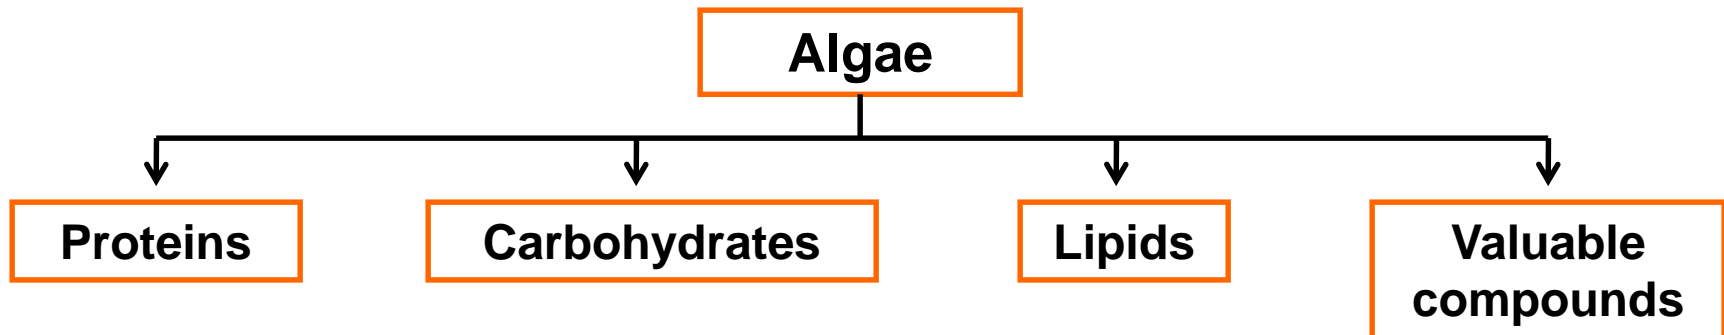 Algae
Proteins
Carbohydrates
Lipids
Valuable
compounds